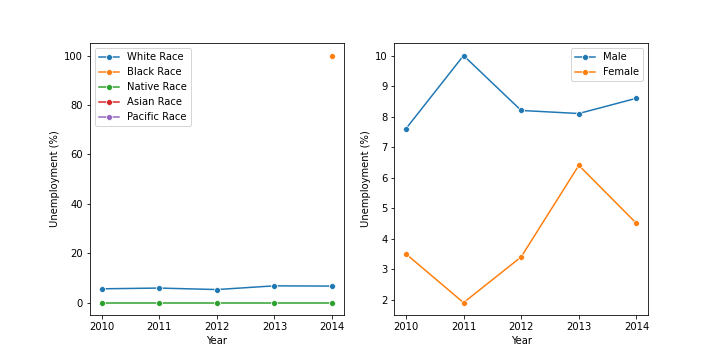 100
80
60
40
20
0
Unemployment (%)
White Race
Black Race
Native Race
Asian Race
Pacific Race
2010 2011 2012 2013 2014
Year
10
9
8
7
6
5
4
3
2
Unemployment (%)
Male
Female
2010 2011 2012 2013 2014
Year